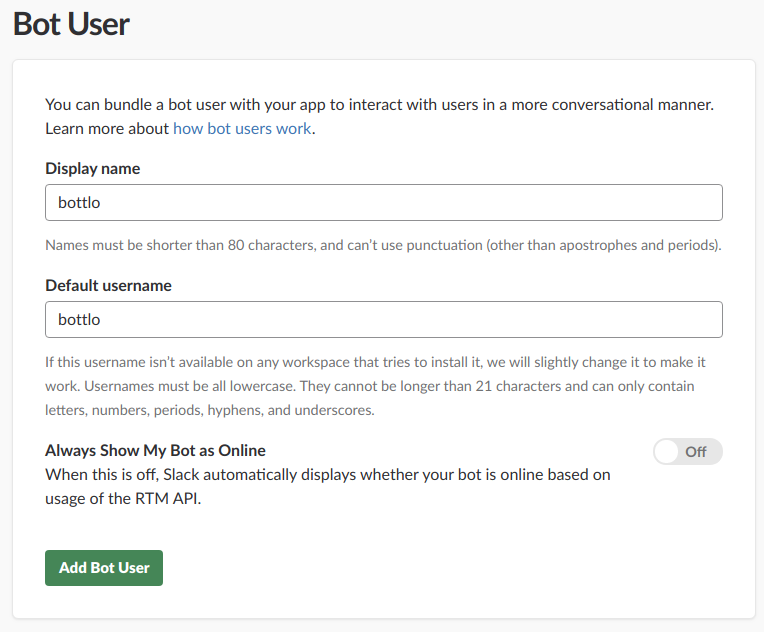 Bot User
You can bundle a bot user with your app to interact with users in a more conversational manner.
Learn more about how bot users work.
Display name
bottlo
Names must be shorter than 80 characters, and can’t use punctuation (other than apostrophes and periods).
Default username
bottlo
If this username isn’t available on any workspace that tries to install it, we will slightly change it to make it
work. Usernames must be all lowercase. They cannot be longer than 21 characters and can only contain
letters, numbers, periods, hyphens, and underscores.
Always Show My Bot as Online
Off
When this is off, Slack automatically displays whether your bot is online based on
usage of the RTM API.
Add Bot User